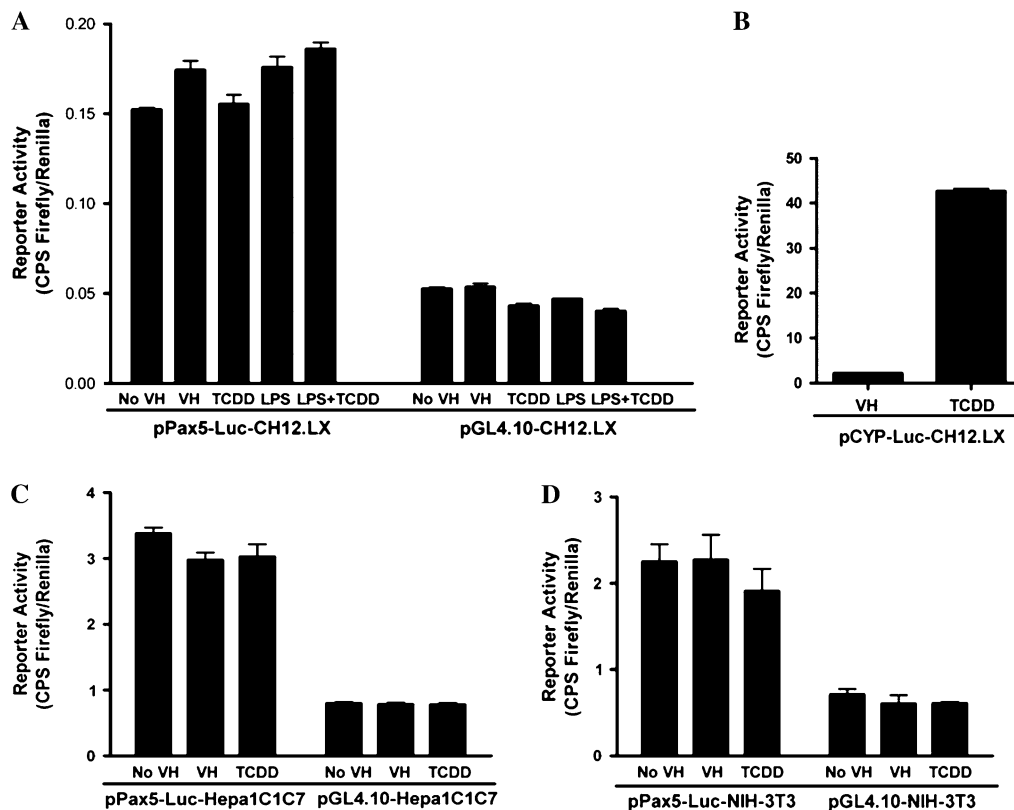 A
Reporter Activity
(CPS Firefly/Renilla)
0.20
0.15
0.10
0.05
0.00
No VH VH TCDD LPS LPS+TCDD
No VH VH TCDD LPS LPS+TCDD
pPax5-Luc-CH12.LX
pGL4.10-CH12.LX
B
Reporter Activity
(CPS Firefly/Renilla)
50
40
30
20
10
0
VH TCDD
pCYP-Luc-CH12.LX
C
Reporter Activity
(CPS Firefly/Renilla)
4
3
2
1
0
No VH VH TCDD
No VH VH TCDD
pPax5-Luc-Hepa1C1C7
pGL4.10-Hepa1C1C7
D
Reporter Activity
(CPS Firefly/Renilla)
3
2
1
0
No VH VH TCDD
No VH VH TCDD
pPax5-Luc-NIH-3T3
pGL4.10-NIH-3T3